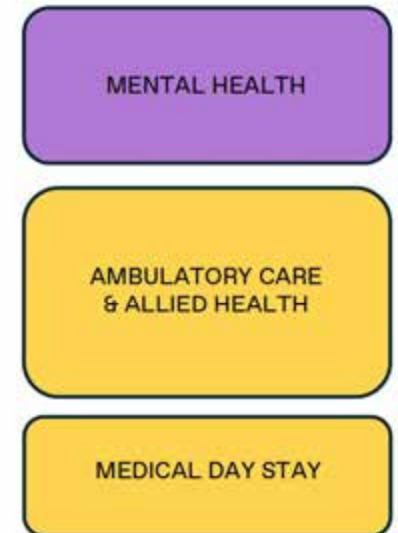 MENTAL HEALTH
AMBULATORY CARE
& ALLIED HEALTH
MEDICAL DAY STAY